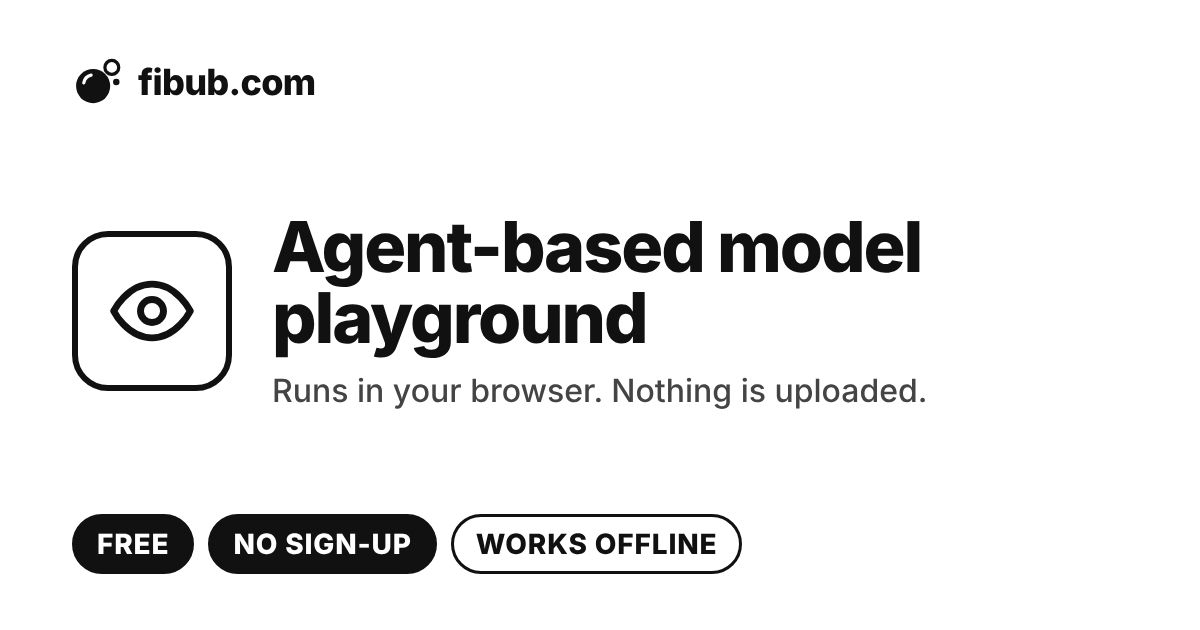 fibub.com
Agent-based model
playground
Runs in your browser. Nothing is uploaded.
FREE
NO SIGN-UP
WORKS OFFLINE